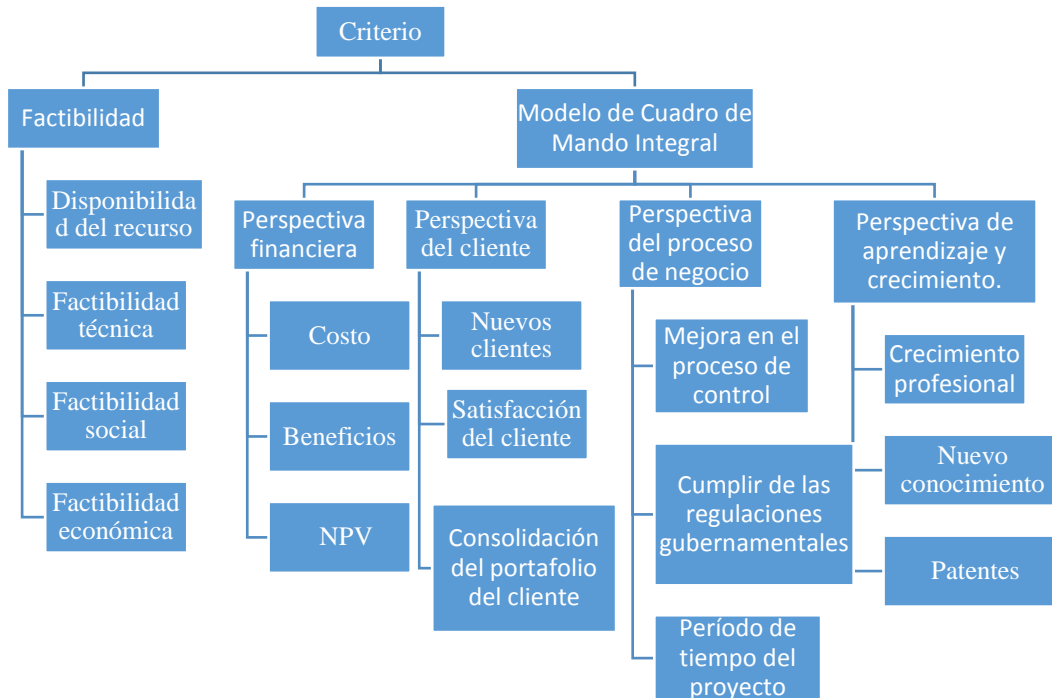 Criterio
Factibilidad
Modelo de Cuadro de
Mando Integral
Disponibilida
d del recurso
Factibilidad
técnica
Factibilidad
social
Factibilidad
económica
Perspectiva
financiera
Costo
Beneficios
NPV
Perspectiva
del cliente
Nuevos
clientes
Satisfacción
del cliente
Consolidación
del portafolio
del cliente
Perspectiva
del proceso
de negocio
Mejora en el
proceso de
control
Cumplir de las
regulaciones
gubernamentales
Período de
tiempo del
proyecto
Perspectiva de
aprendizaje y
crecimiento.
Crecimiento
profesional
Nuevo
conocimiento
Patentes